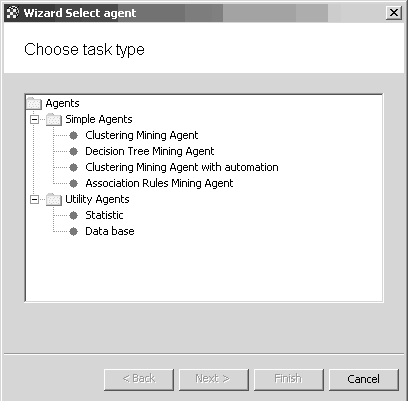 Wizard Select agent
Choose task type
Agents
Simple Agents
Clustering Mining Agent
Decision Tree Mining Agent
Clustering Mining Agent with automation
Association Rules Mining Agent
Utility Agents
Statistic
Data base
< Back Next > Finish Cancel